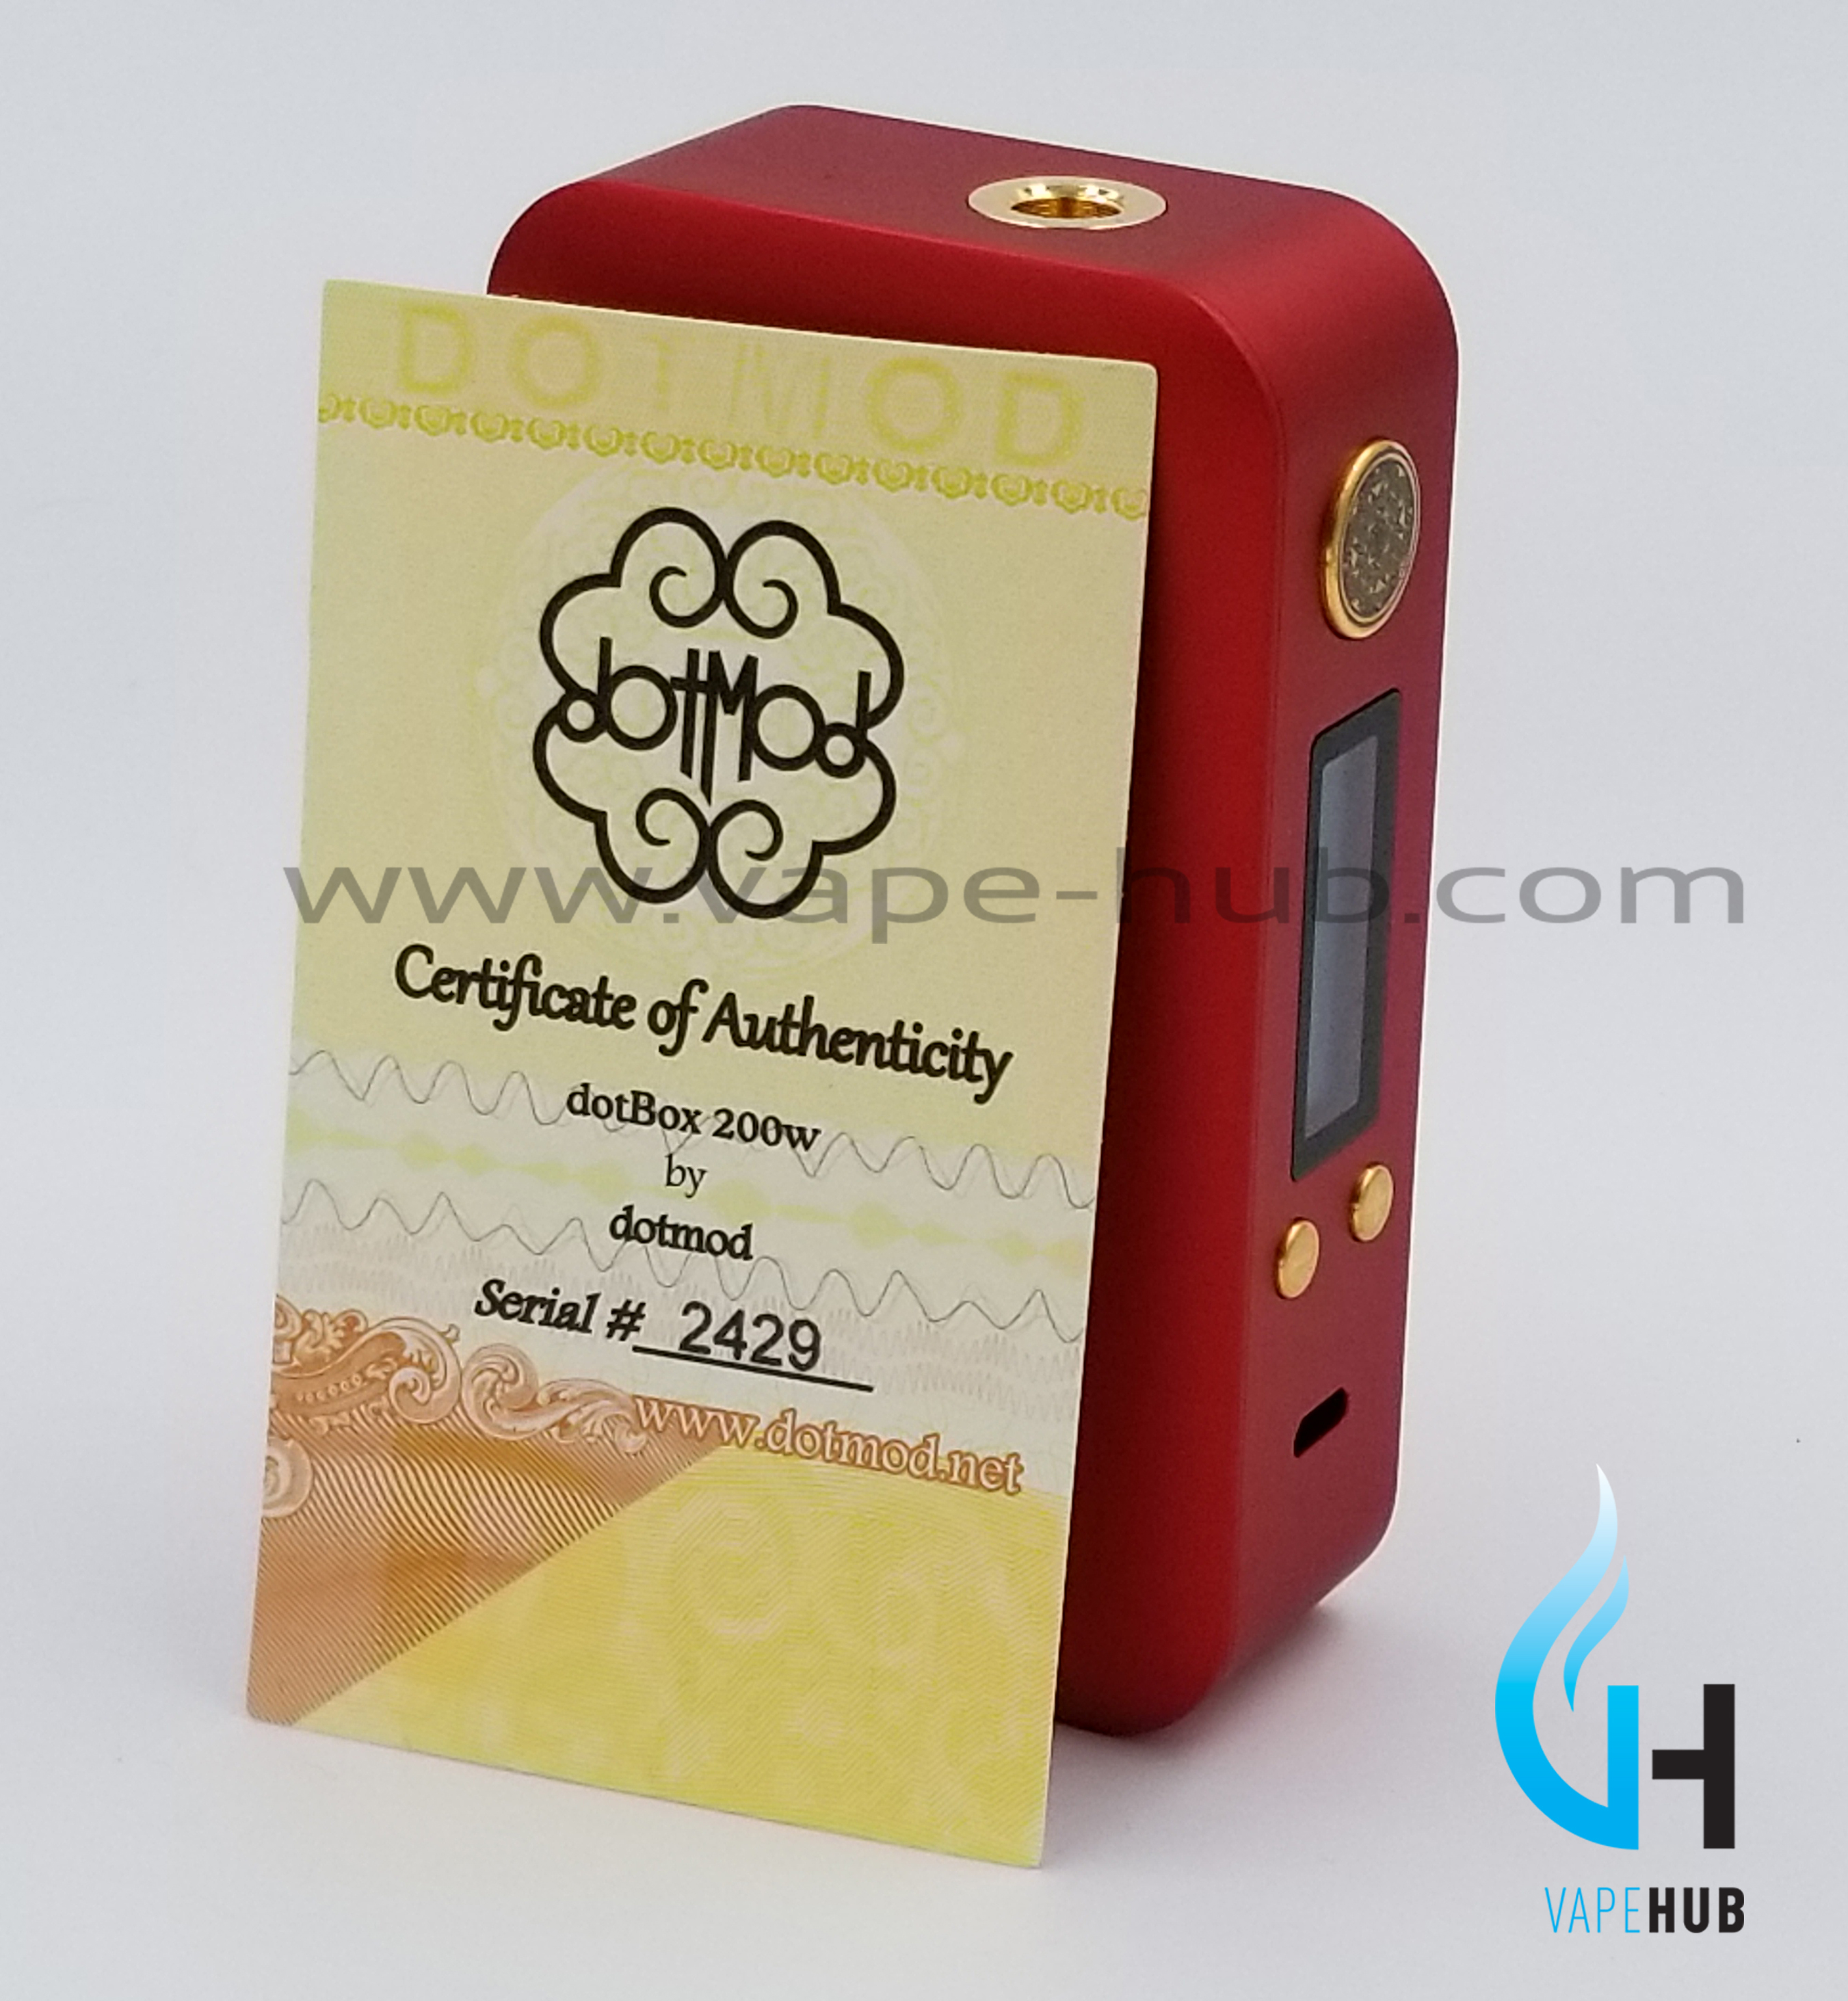 DOTMOD
dotMod
www.vape-hub.com
Certificate of Authenticity
dotBox 200w
by
dotmod
Serial # 2429
www.dotmod.net
VAPEHUB